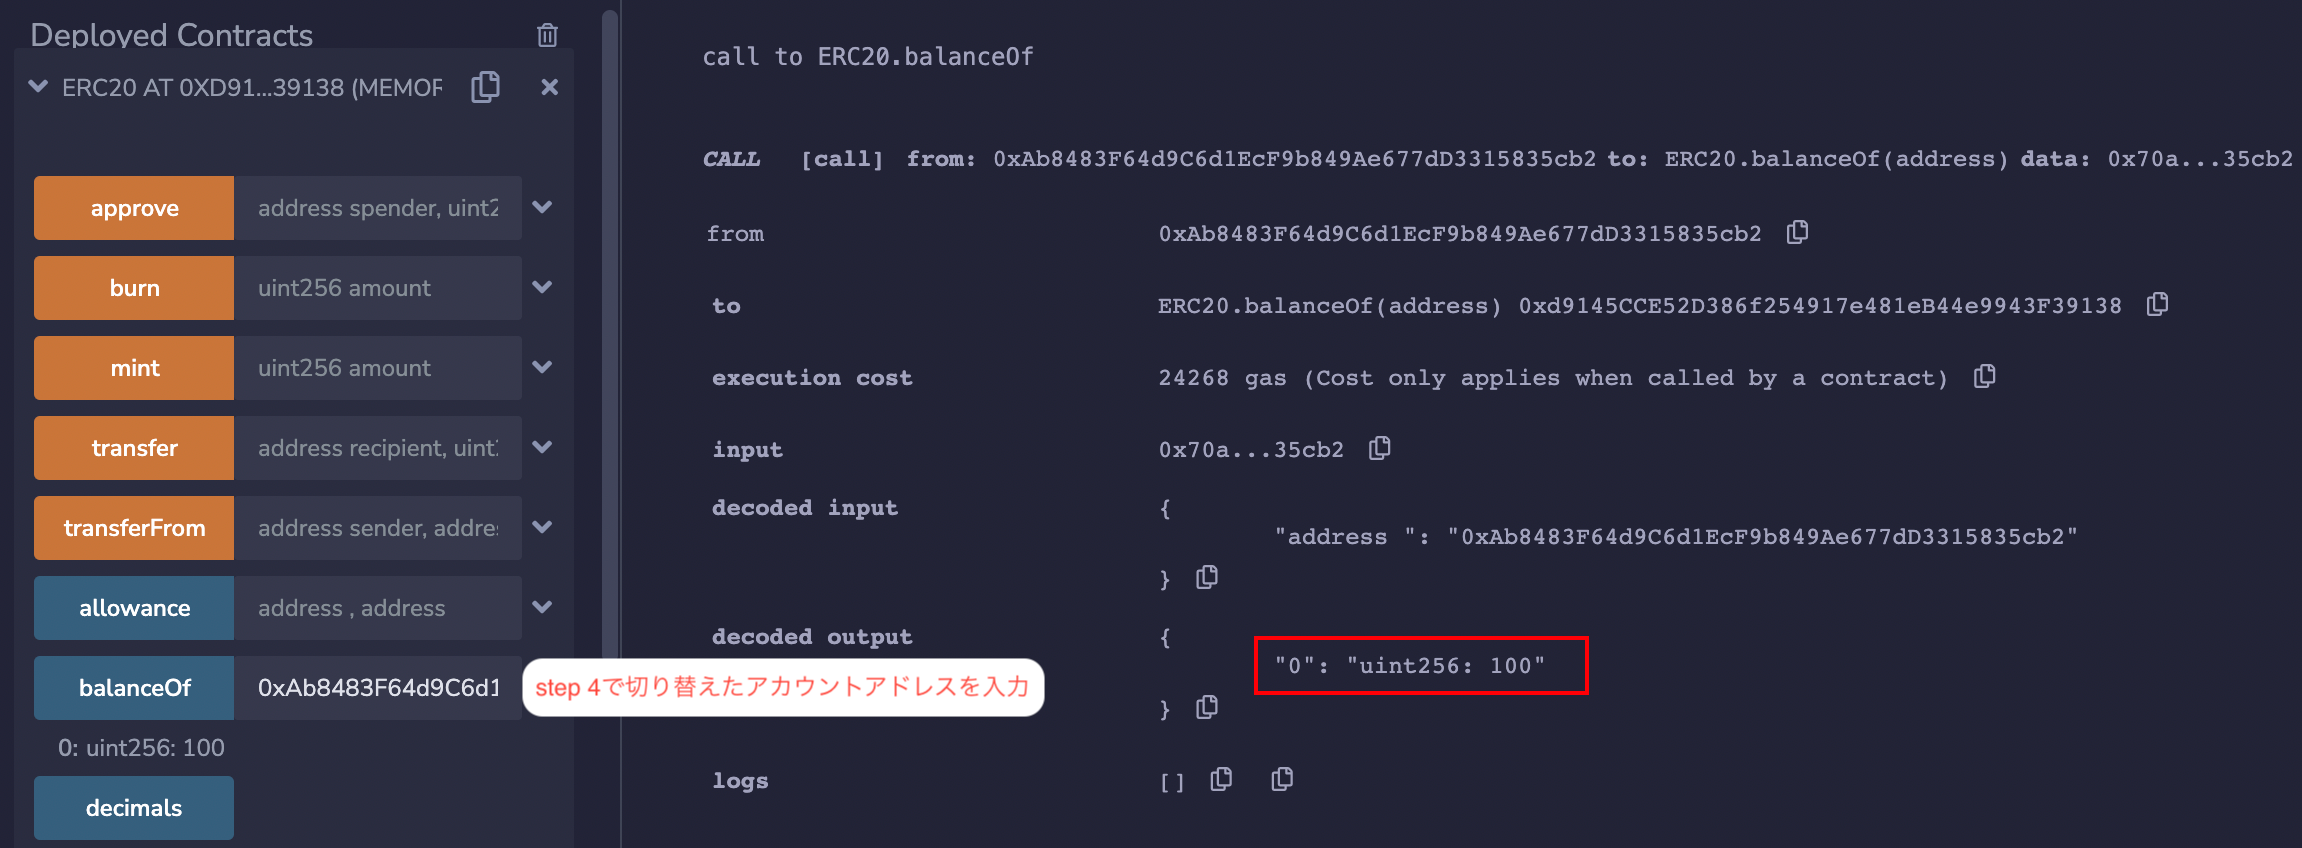 Deployed Contracts
ERC20 AT 0XD91...39138 (MEMOR
approve address spender, uint2
burn uint256 amount
mint uint256 amount
transfer address recipient, uint
transferFrom address sender, addre
allowance address , address
balanceOf 0xAb8483F64d9C6d1
0: uint256: 100
decimals
step 4で切り替えたアカウントアドレスを入力
call to ERC20.balanceOf
CALL [call] from: 0xAb8483F64d9C6d1EcF9b849Ae677dD3315835cb2 to: ERC20.balanceOf(address) data: 0x70a...35cb2
from 0xAb8483F64d9C6d1EcF9b849Ae677dD3315835cb2
to ERC20.balanceOf(address) 0xd9145CCE52D386f254917e481eB44e9943F39138
execution cost 24268 gas (Cost only applies when called by a contract)
input 0x70a...35cb2
decoded input {
"address ": "0xAb8483F64d9C6d1EcF9b849Ae677dD3315835cb2"
}
decoded output {
"0": "uint256: 100"
}
logs []